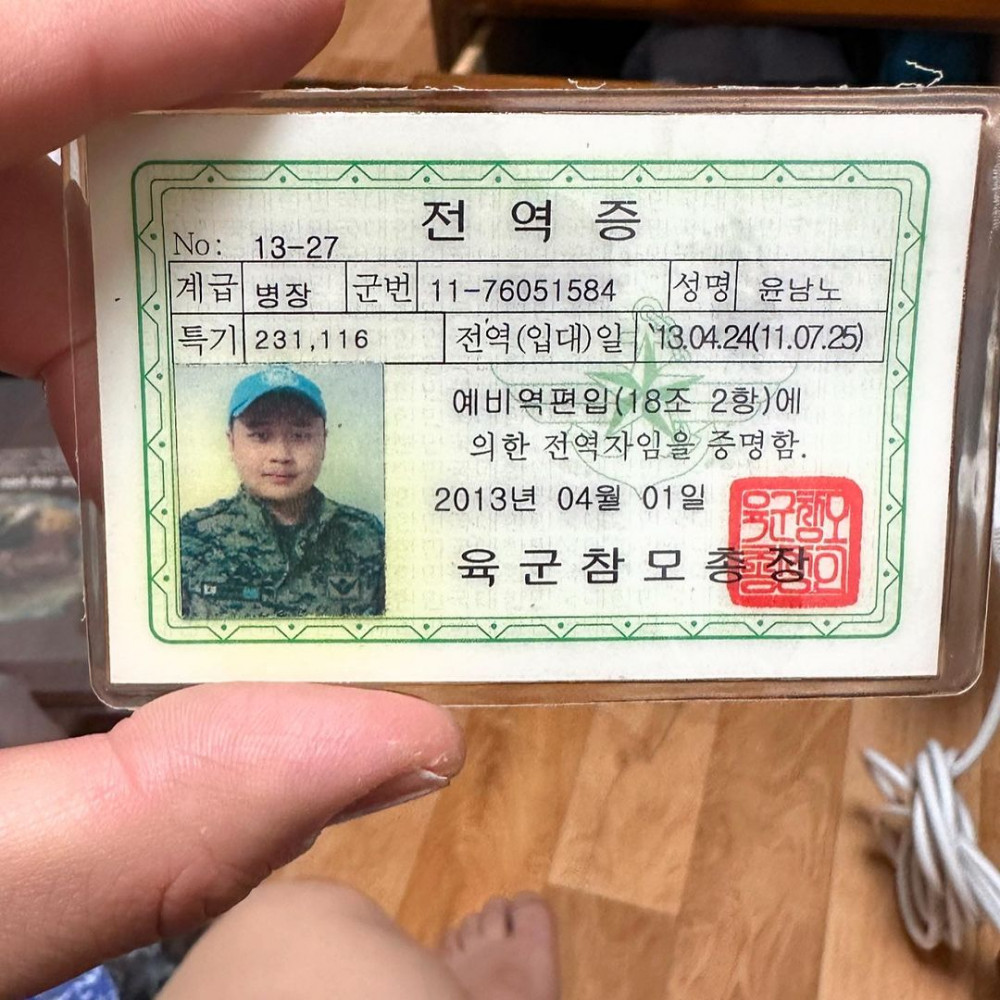 전역증
No: 13-27
계급 병장 군번 11-76051584 성명 윤남노
특기 231,116 전역(입대)일 '13.04.24(11.07.25)
예비역편입(18조 2항)에
의한 전역자임을 증명함.
2013년 04월 01일
육군참모총장